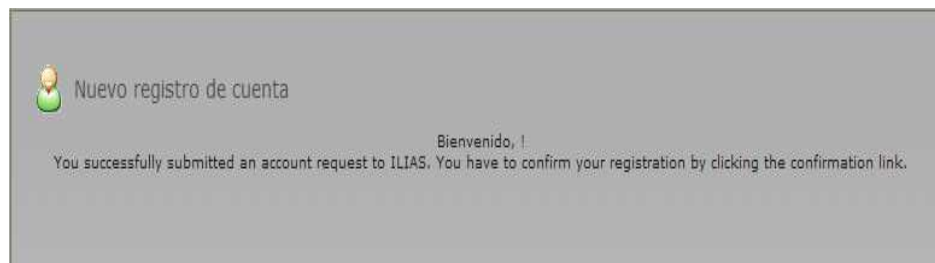 Nuevo registro de cuenta
Bienvenido, !
You successfully submitted an account request to ILIAS. You have to confirm your registration by clicking the confirmation link.